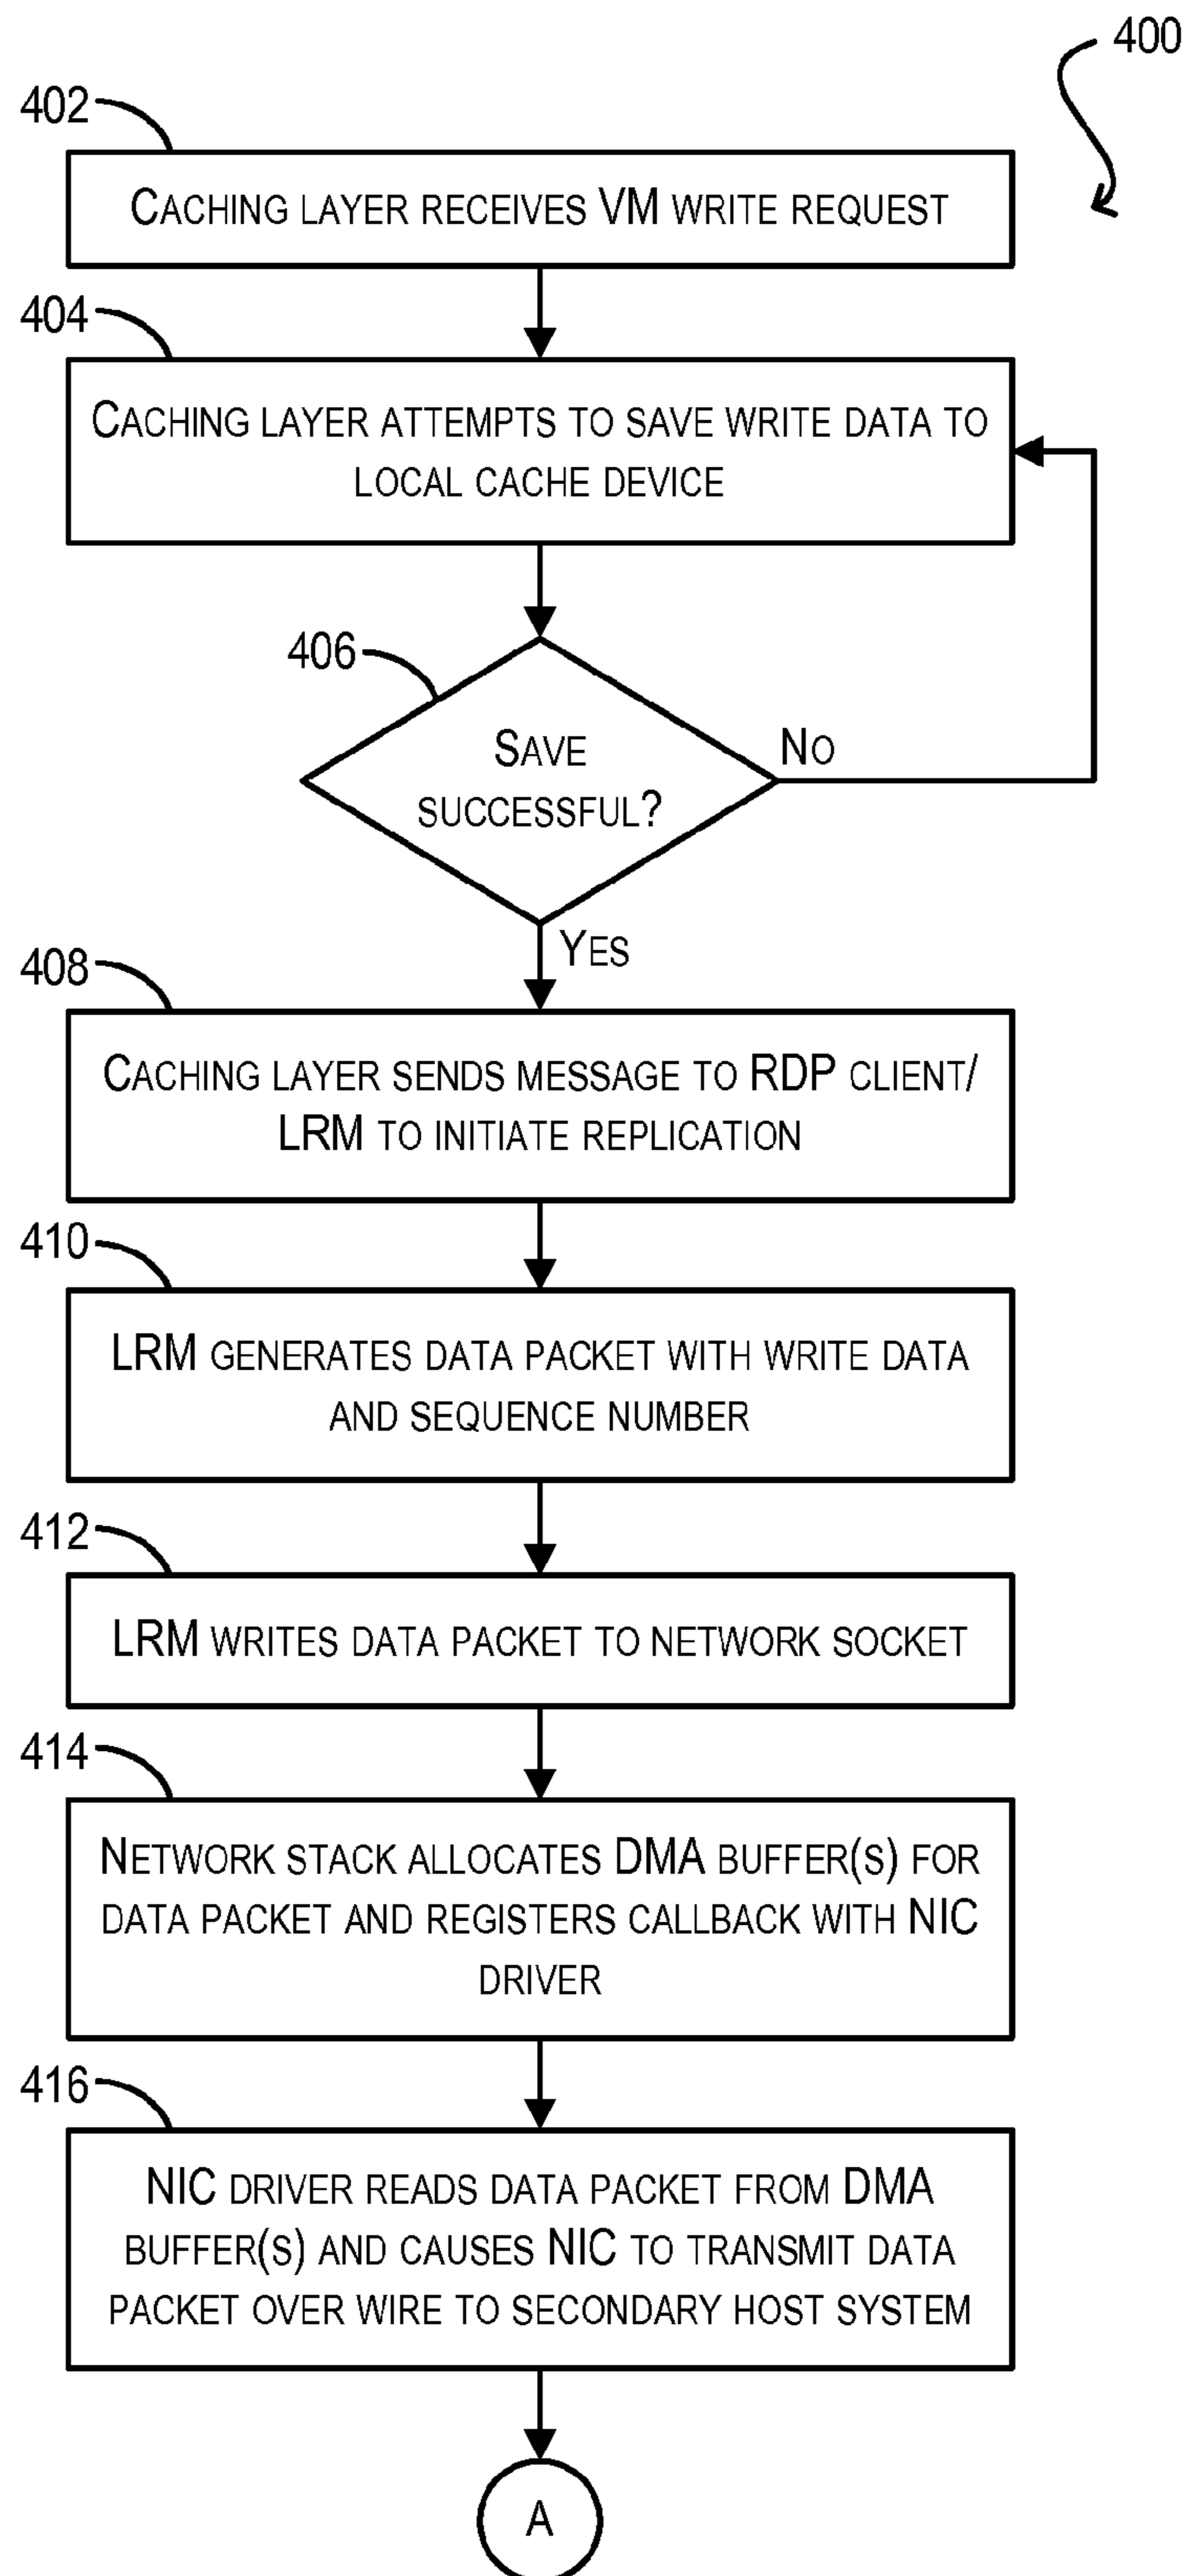 400
402
Caching layer receives VM write request
404
Caching layer attempts to save write data to
local cache device
406
Save
successful?
No
Yes
408
Caching layer sends message to RDP client/
LRM to initiate replication
410
LRM generates data packet with write data
and sequence number
412
LRM writes data packet to network socket
414
Network stack allocates DMA buffer(s) for
data packet and registers callback with NIC
driver
416
NIC driver reads data packet from DMA
buffer(s) and causes NIC to transmit data
packet over wire to secondary host system
A